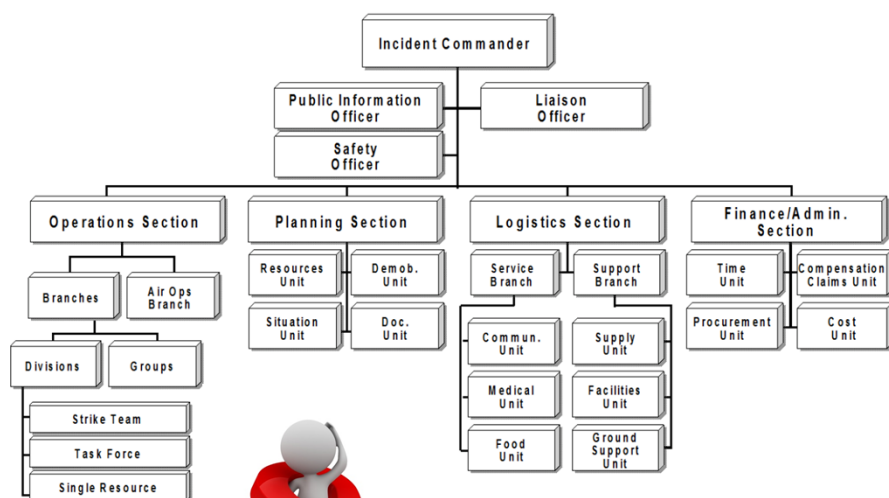 Incident Commander
Public Information
Officer
Liaison
Officer
Safety
Officer
Operations Section
Planning Section
Logistics Section
Finance/Admin.
Section
Branches
Air Ops
Branch
Resources
Unit
Demob.
Unit
Service
Branch
Support
Branch
Time
Unit
Compensation
Claims Unit
Situation
Unit
Doc.
Unit
Procurement
Unit
Cost
Unit
Divisions
Groups
Commun.
Unit
Supply
Unit
Medical
Unit
Facilities
Unit
Food
Unit
Ground
Support
Unit
Strike Team
Task Force
Single Resource